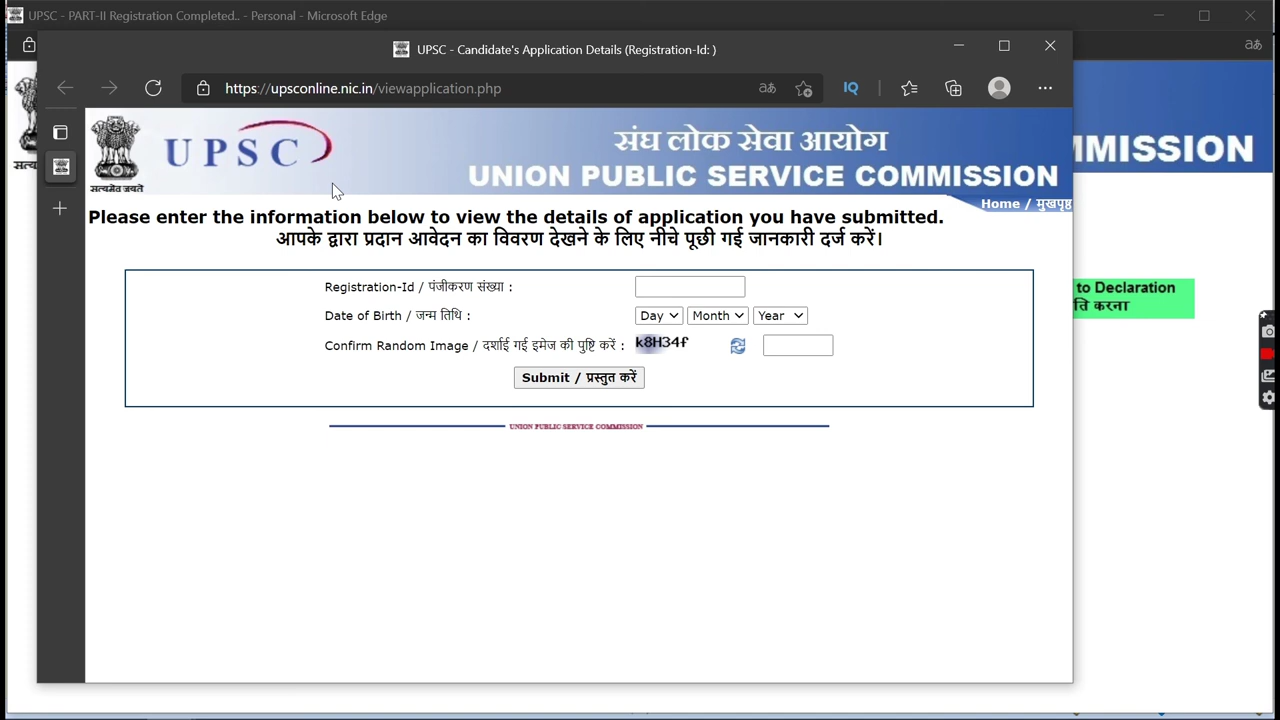 UPSC - PART-II Registration Completed.. - Personal - Microsoft Edge
UPSC - Candidate's Application Details (Registration-Id: )
https://upsconline.nic.in/viewapplication.php
IQ
सत्यमेव जयते
UPSC
संघ लोक सेवा आयोग
UNION PUBLIC SERVICE COMMISSION
MMISSION
Home / मुखपृष्ठ
Please enter the information below to view the details of application you have submitted.
आपके द्वारा प्रदान आवेदन का विवरण देखने के लिए नीचे पूछी गई जानकारी दर्ज करें।
Registration-Id / पंजीकरण संख्या :
to Declaration
ति करना
Date of Birth / जन्म तिथि :
Day Month Year
Confirm Random Image / दर्शाई गई इमेज की पुष्टि करें : k8H34f
Submit / प्रस्तुत करें
UNION PUBLIC SERVICE COMMISSION